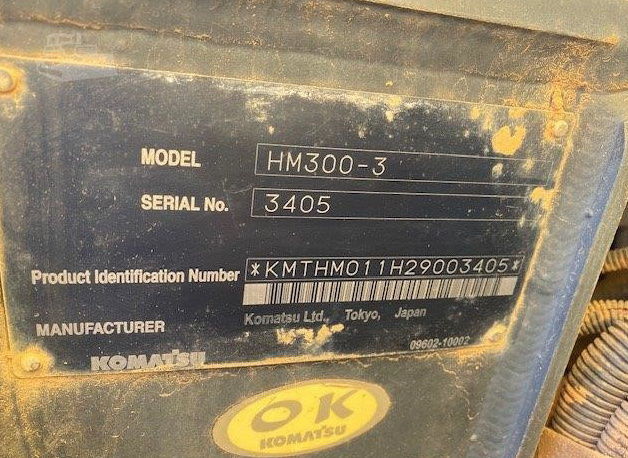 MODEL HM300-3
SERIAL No. 3405
Product Identification Number *KMTHM011H29003405*
MANUFACTURER Komatsu Ltd., Tokyo, Japan
KOMATSU 09602-10002
OK
KOMATSU